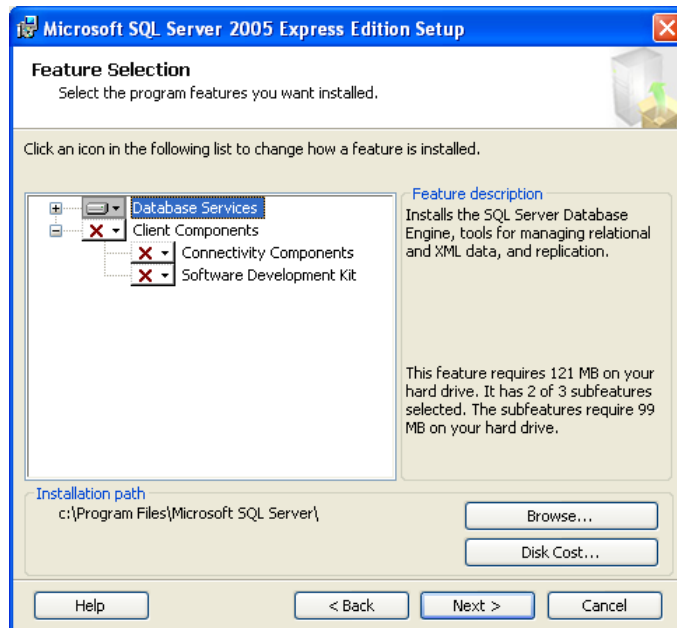 Microsoft SQL Server 2005 Express Edition Setup
Feature Selection
Select the program features you want installed.
Click an icon in the following list to change how a feature is installed.
Database Services
Client Components
Connectivity Components
Software Development Kit
Feature description
Installs the SQL Server Database
Engine, tools for managing relational
and XML data, and replication.
This feature requires 121 MB on your
hard drive. It has 2 of 3 subfeatures
selected. The subfeatures require 99
MB on your hard drive.
Installation path
c:\Program Files\Microsoft SQL Server\
Browse...
Disk Cost...
Help
< Back
Next >
Cancel